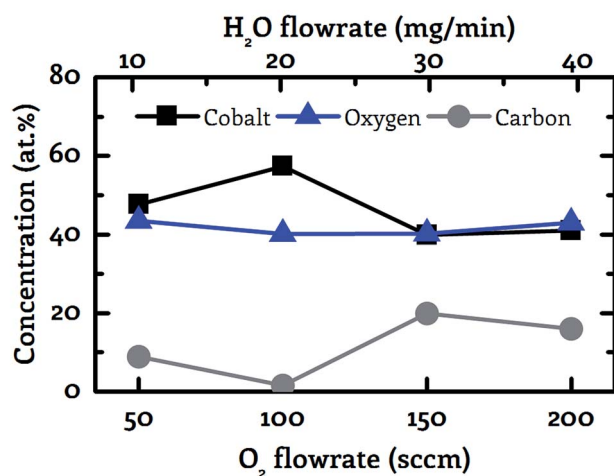 H₂O flowrate (mg/min)
10 20 30 40
80
60
40
20
0
Concentration (at.%)
Cobalt Oxygen Carbon
50 100 150 200
O₂ flowrate (sccm)